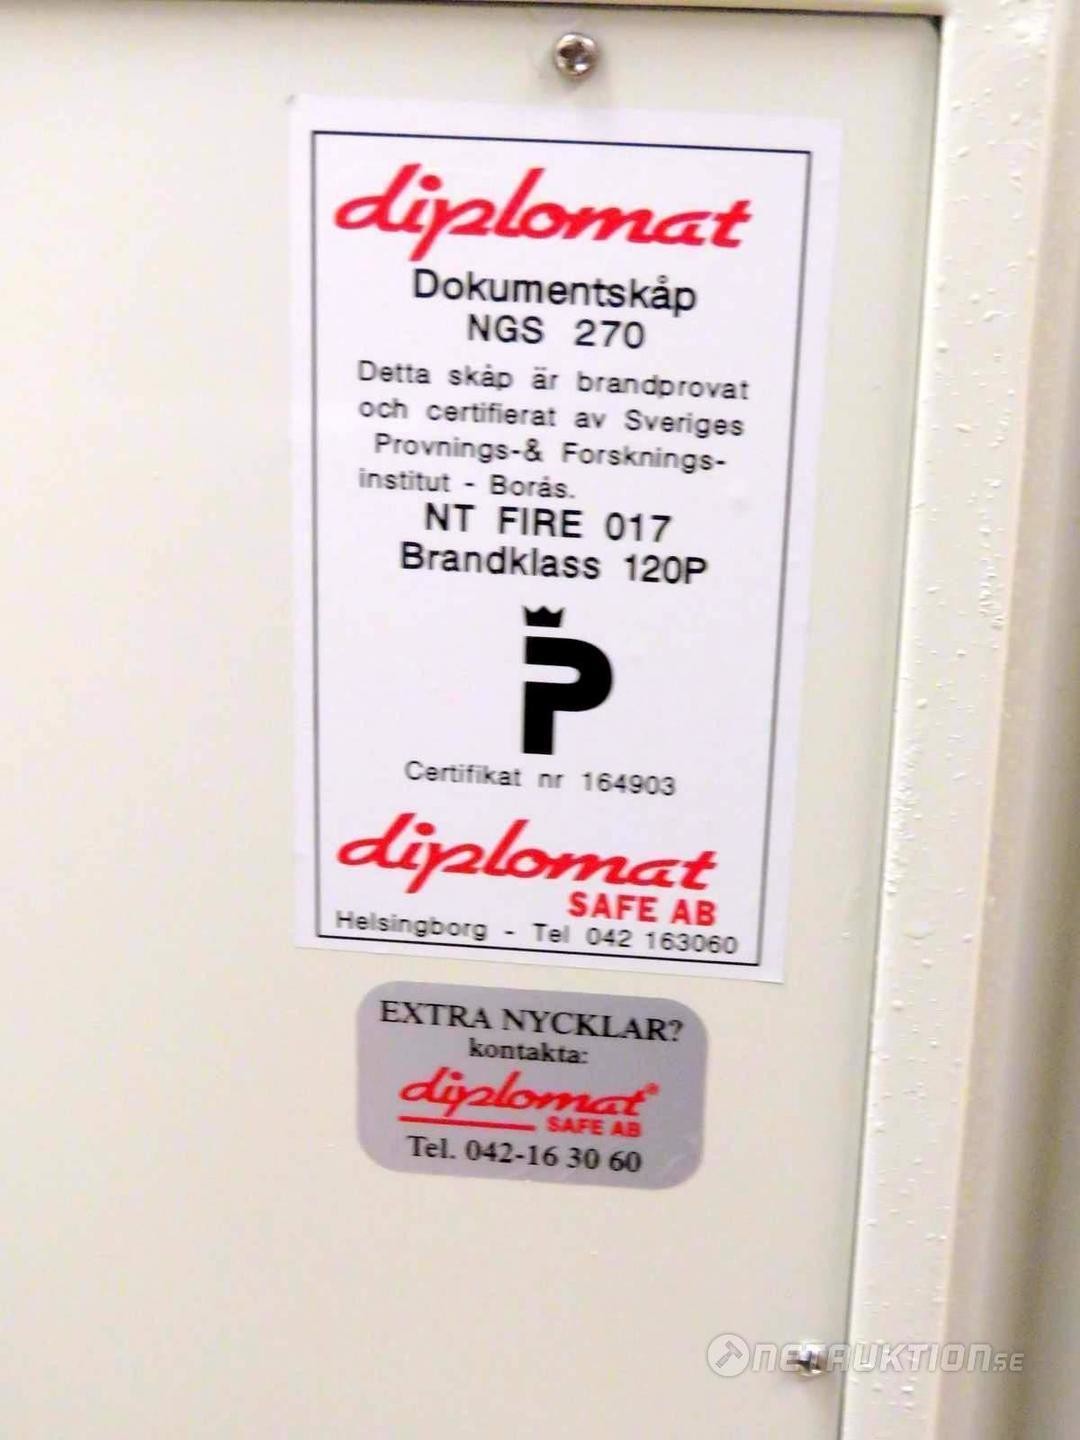 diplomat
Dokumentskåp
NGS 270
Detta skåp är brandprovat
och certifierat av Sveriges
Provnings-& Forsknings-
institut - Borås.
NT FIRE 017
Brandklass 120P
P
Certifikat nr 164903
diplomat
SAFE AB
Helsingborg - Tel 042 163060
EXTRA NYCKLAR?
kontakta:
diplomat®
SAFE AB
Tel. 042-16 30 60
NETAUKTION.SE